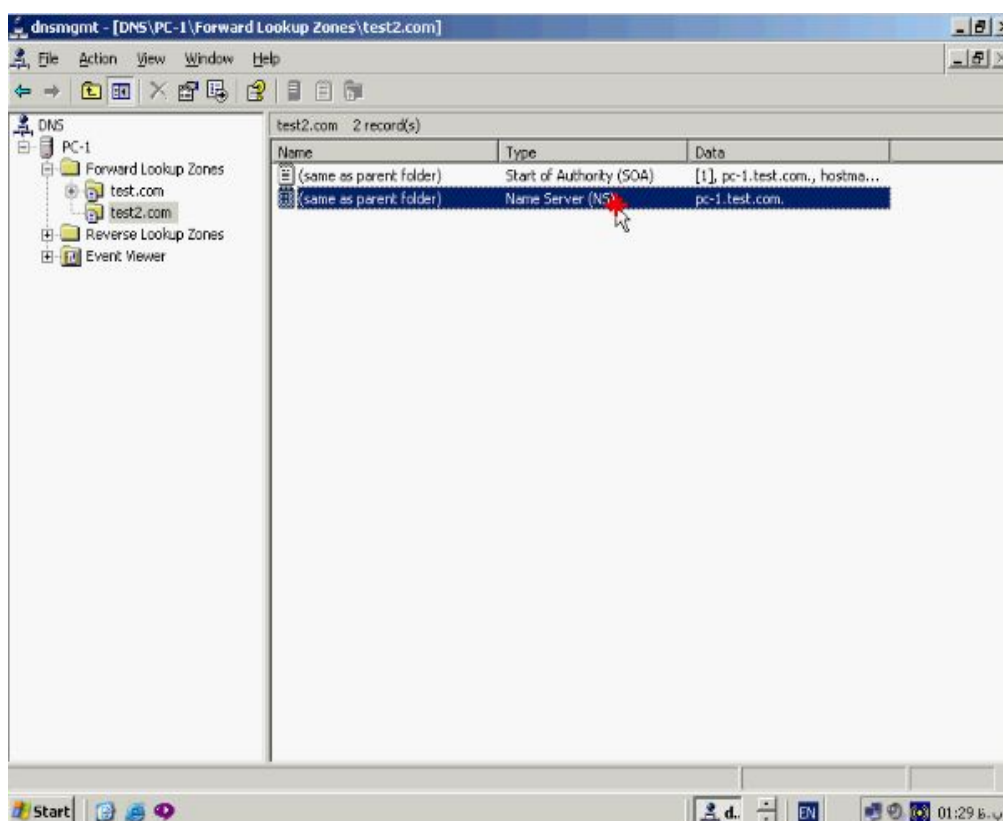 dnsmgmt - [DNS\PC-1\Forward Lookup Zones\test2.com]
File Action View Window Help
DNS
PC-1
Forward Lookup Zones
test.com
test2.com
Reverse Lookup Zones
Event Viewer
test2.com 2 record(s)
Name Type Data
(same as parent folder) Start of Authority (SOA) [1], pc-1.test.com., hostma...
(same as parent folder) Name Server (NS) pc-1.test.com.
Start d.. EN 01:29